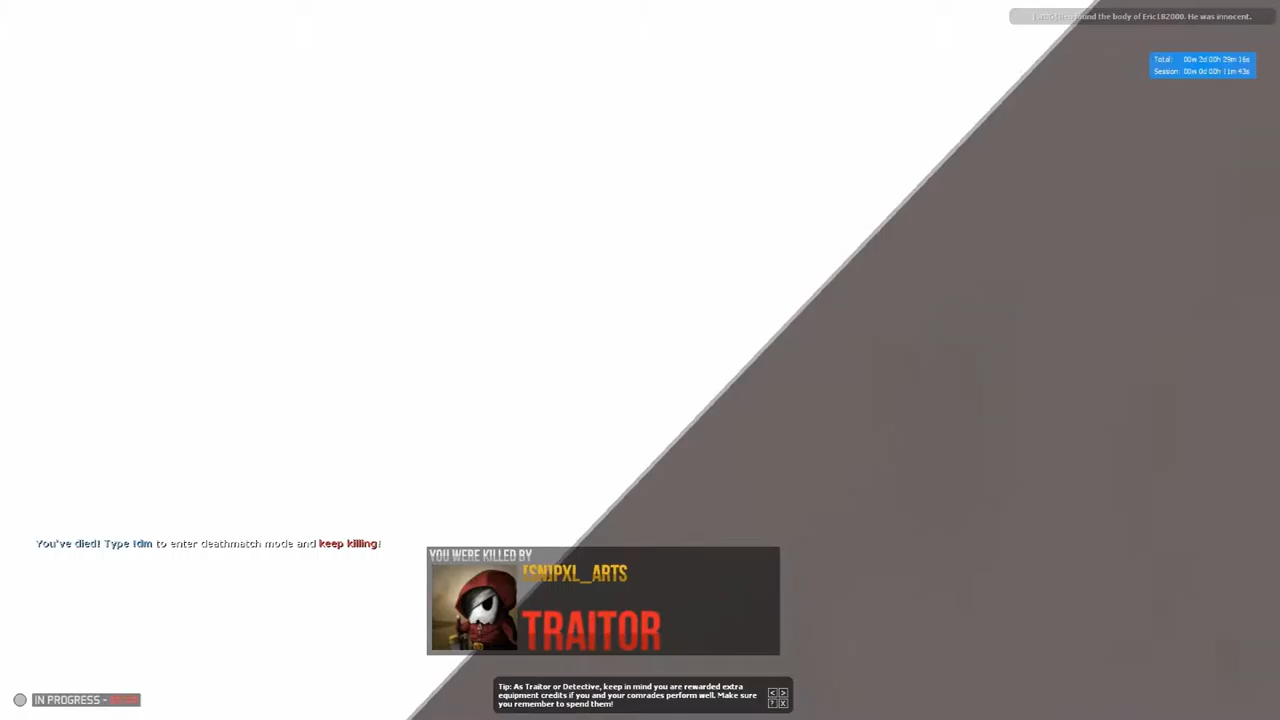 found the body of Eric182000. He was innocent.
Total: 00w 2d 00h 29m 16s
Session: 00w 0d 00h 11m 43s
You've died! Type !dm to enter deathmatch mode and keep killing!
YOU WERE KILLED BY
[SN]PXL_ARTS
TRAITOR
Tip: As Traitor or Detective, keep in mind you are rewarded extra
equipment credits if you and your comrades perform well. Make sure
you remember to spend them!
< >
? X
IN PROGRESS -